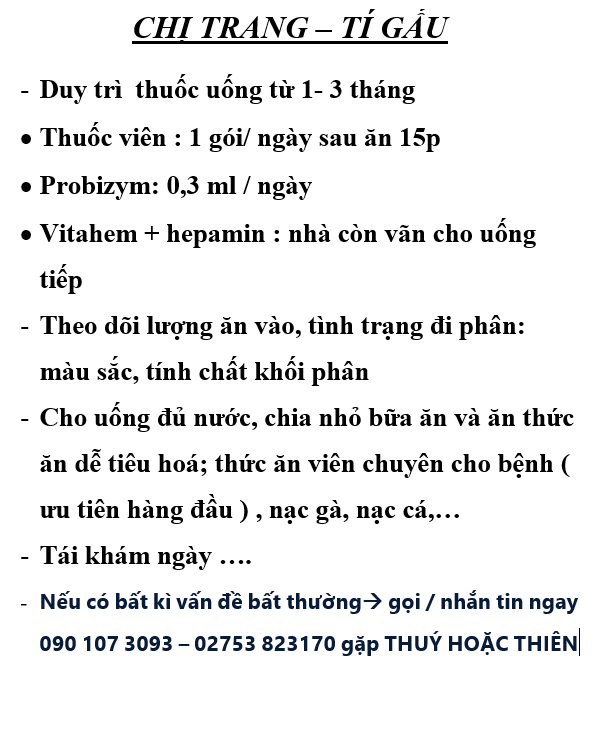 CHỊ TRANG – TÍ GẤU
- Duy trì thuốc uống từ 1- 3 tháng
• Thuốc viên : 1 gói/ ngày sau ăn 15p
• Probizym: 0,3 ml / ngày
• Vitahem + hepamin : nhà còn vãn cho uống
tiếp
- Theo dõi lượng ăn vào, tình trạng đi phân:
màu sắc, tính chất khối phân
- Cho uống đủ nước, chia nhỏ bữa ăn và ăn thức
ăn dễ tiêu hoá; thức ăn viên chuyên cho bệnh (
ưu tiên hàng đầu ) , nạc gà, nạc cá,…
- Tái khám ngày ….
- Nếu có bất kì vấn đề bất thường→ gọi / nhắn tin ngay
090 107 3093 – 02753 823170 gặp THUÝ HOẶC THIÊN